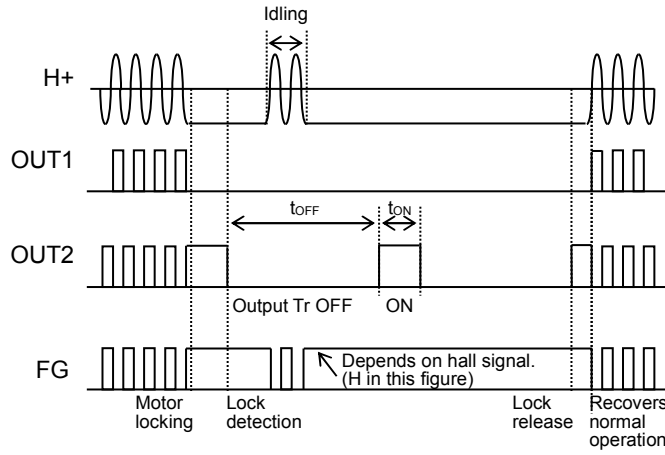 Idling
H+
OUT1
tOFF
tON
OUT2
Output Tr OFF
ON
FG
Depends on hall signal.
(H in this figure)
Motor
locking
Lock
detection
Lock
release
Recovers
normal
operation